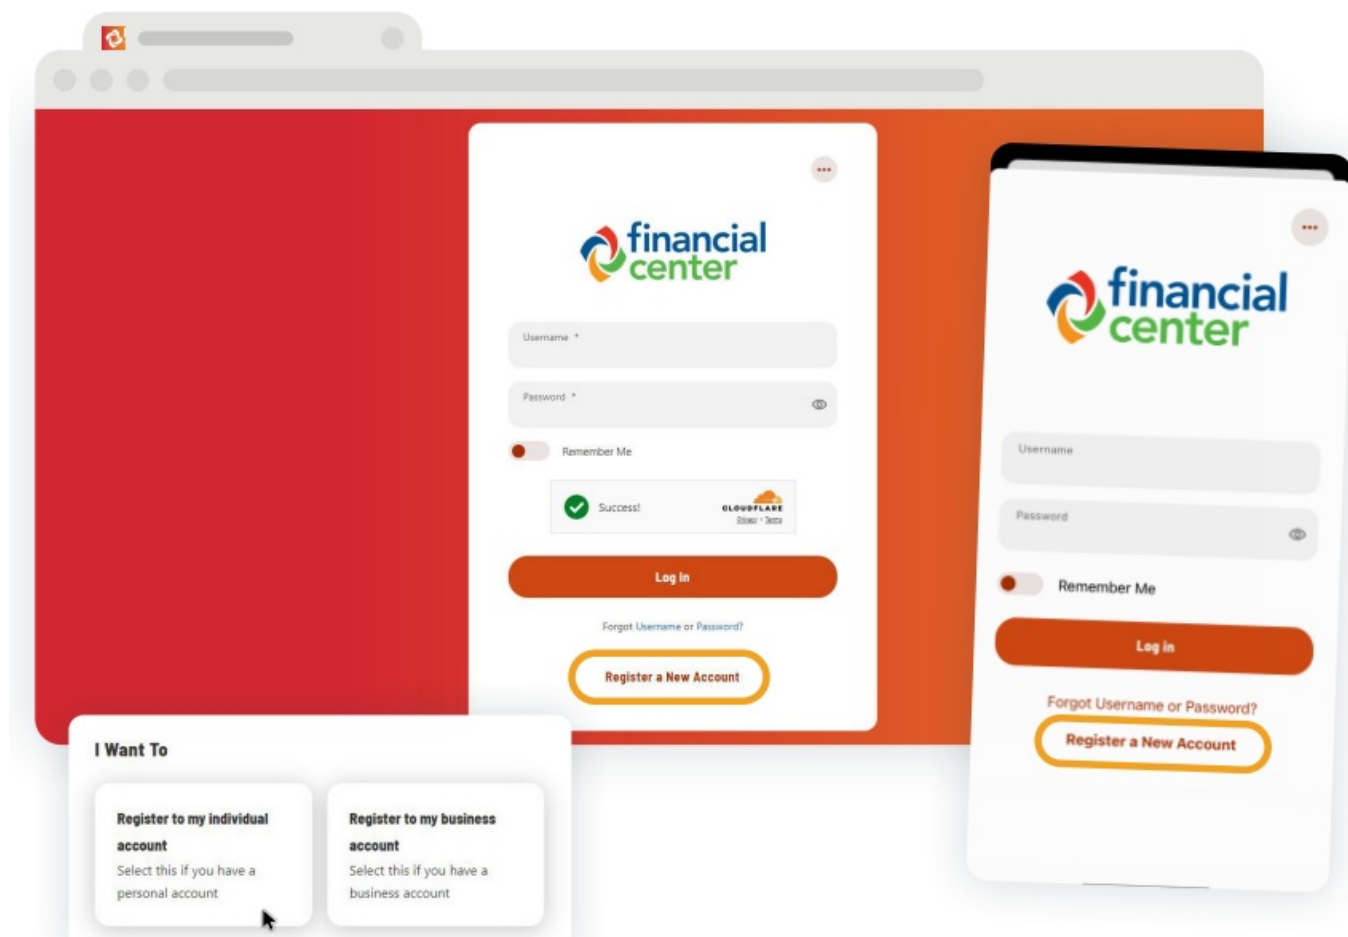 financial
center
Username *
Password *
Remember Me
Success!
CLOUDFLARE
Privacy • Terms
Log in
Forgot Username or Password?
Register a New Account
I Want To
Register to my individual
account
Select this if you have a
personal account
Register to my business
account
Select this if you have a
business account
financial
center
Username
Password
Remember Me
Log in
Forgot Username or Password?
Register a New Account